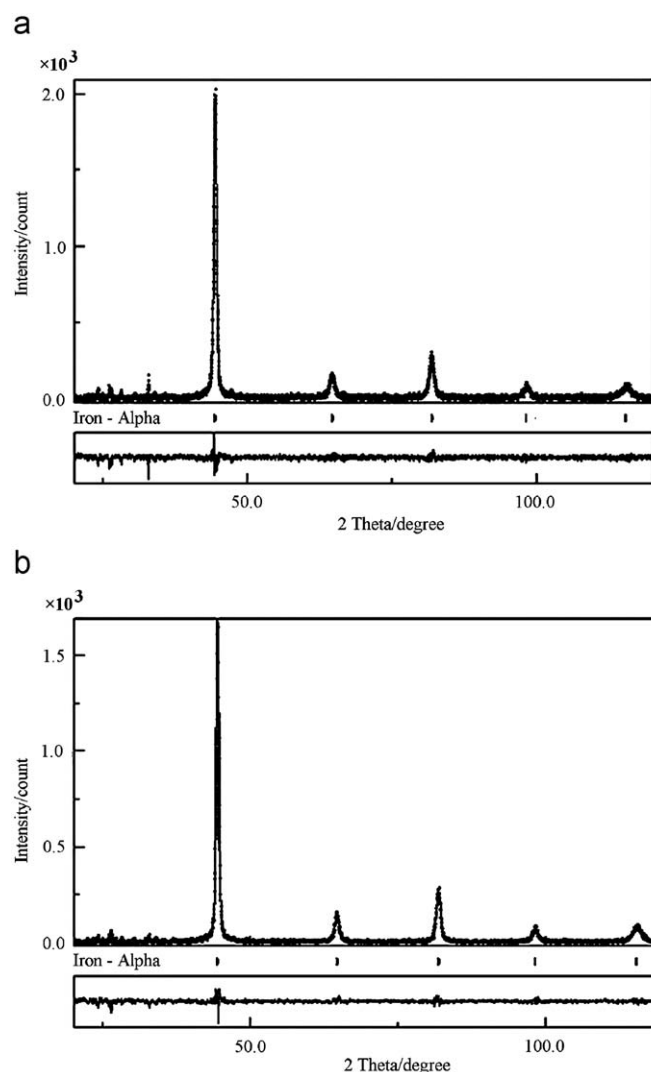 a
×10³
2.0
Intensity/count
1.0
0.0
Iron - Alpha
50.0 100.0
2 Theta/degree
b
×10³
1.5
Intensity/count
1.0
0.5
0.0
Iron - Alpha
50.0 100.0
2 Theta/degree